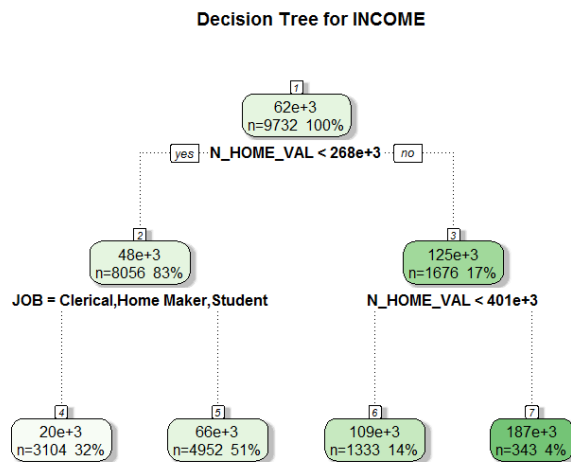 Decision Tree for INCOME
1
62e+3
n=9732 100%
yes N_HOME_VAL < 268e+3 no
2
48e+3
n=8056 83%
3
125e+3
n=1676 17%
JOB = Clerical,Home Maker,Student
N_HOME_VAL < 401e+3
4
20e+3
n=3104 32%
5
66e+3
n=4952 51%
6
109e+3
n=1333 14%
7
187e+3
n=343 4%